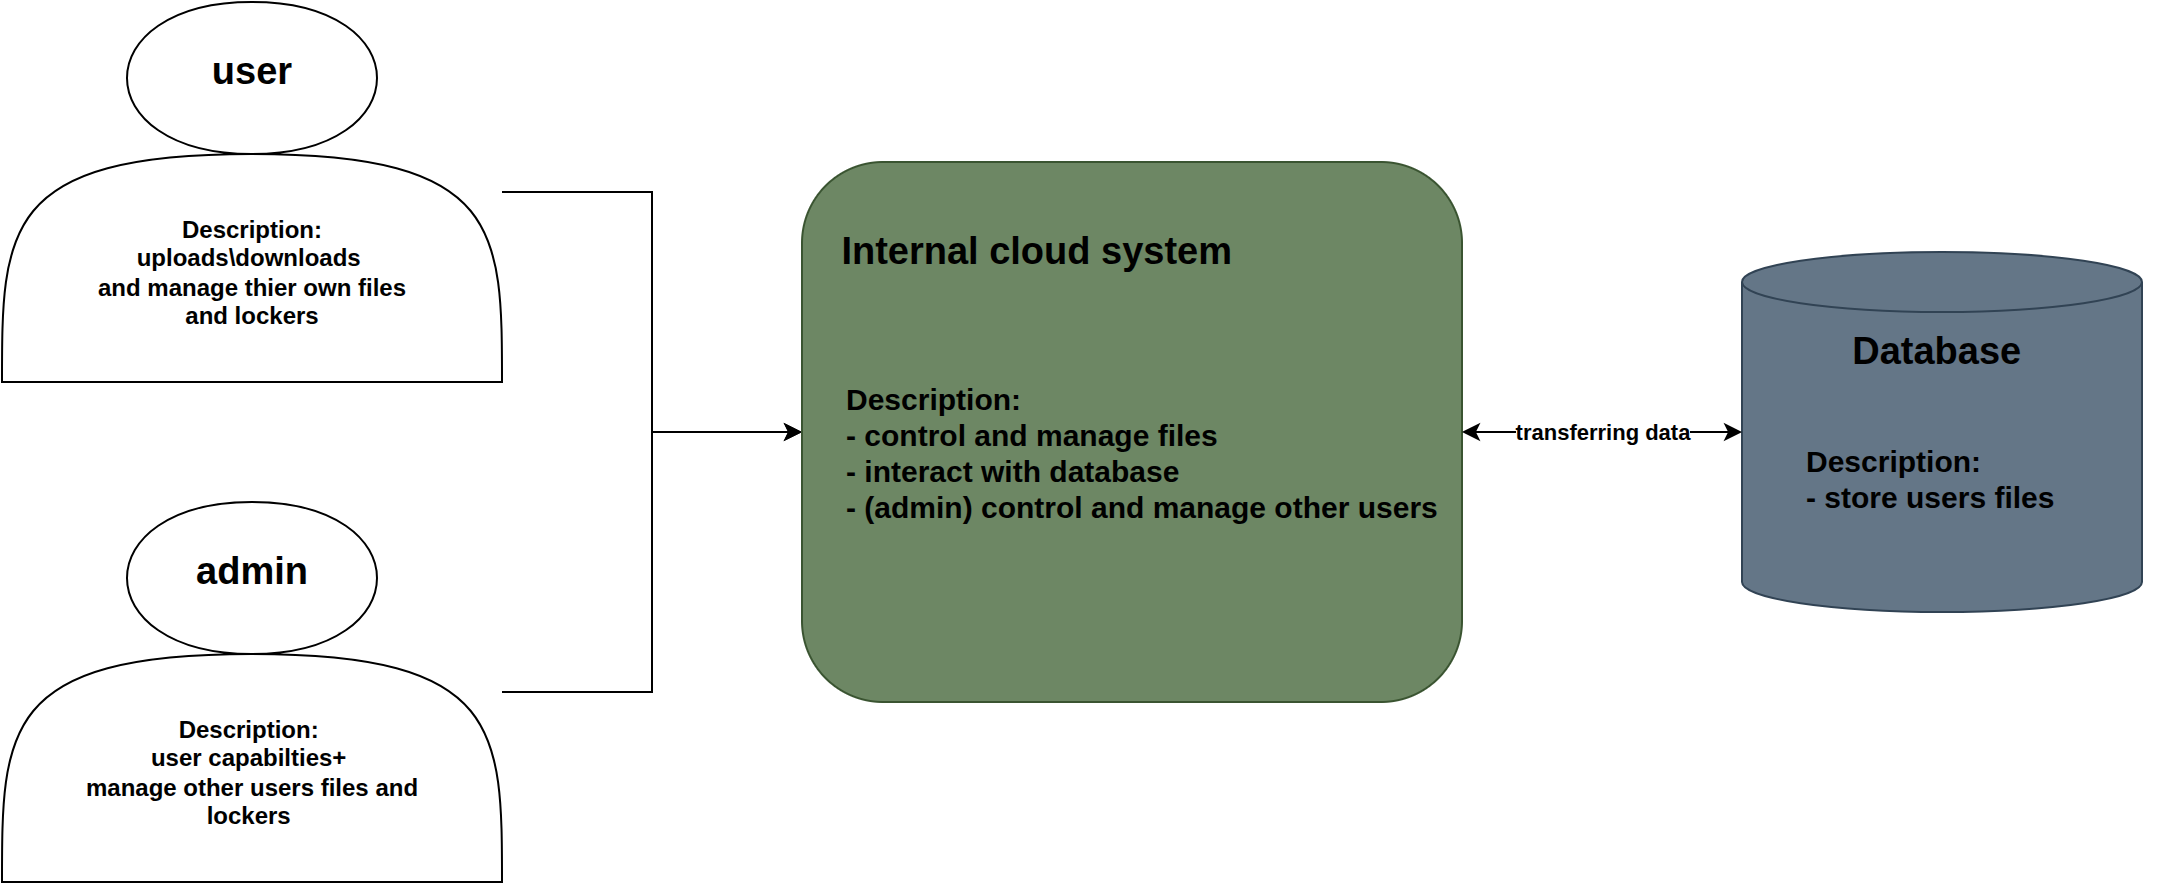 user
Description:
uploads\downloads
and manage thier own files
and lockers
admin
Description:
user capabilties+
manage other users files and
lockers
Internal cloud system
Description:
- control and manage files
- interact with database
- (admin) control and manage other users
transferring data
Database
Description:
- store users files